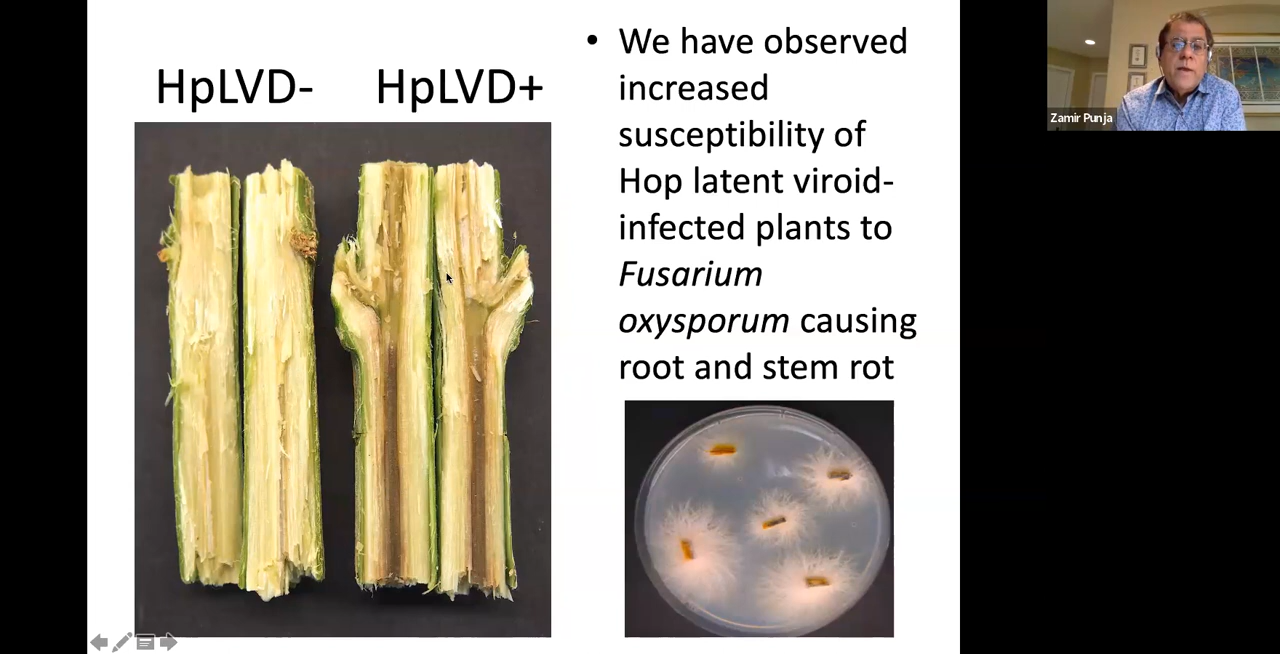 HpLVD- HpLVD+
• We have observed
increased
susceptibility of
Hop latent viroid-
infected plants to
Fusarium
oxysporum causing
root and stem rot
Zamir Punja